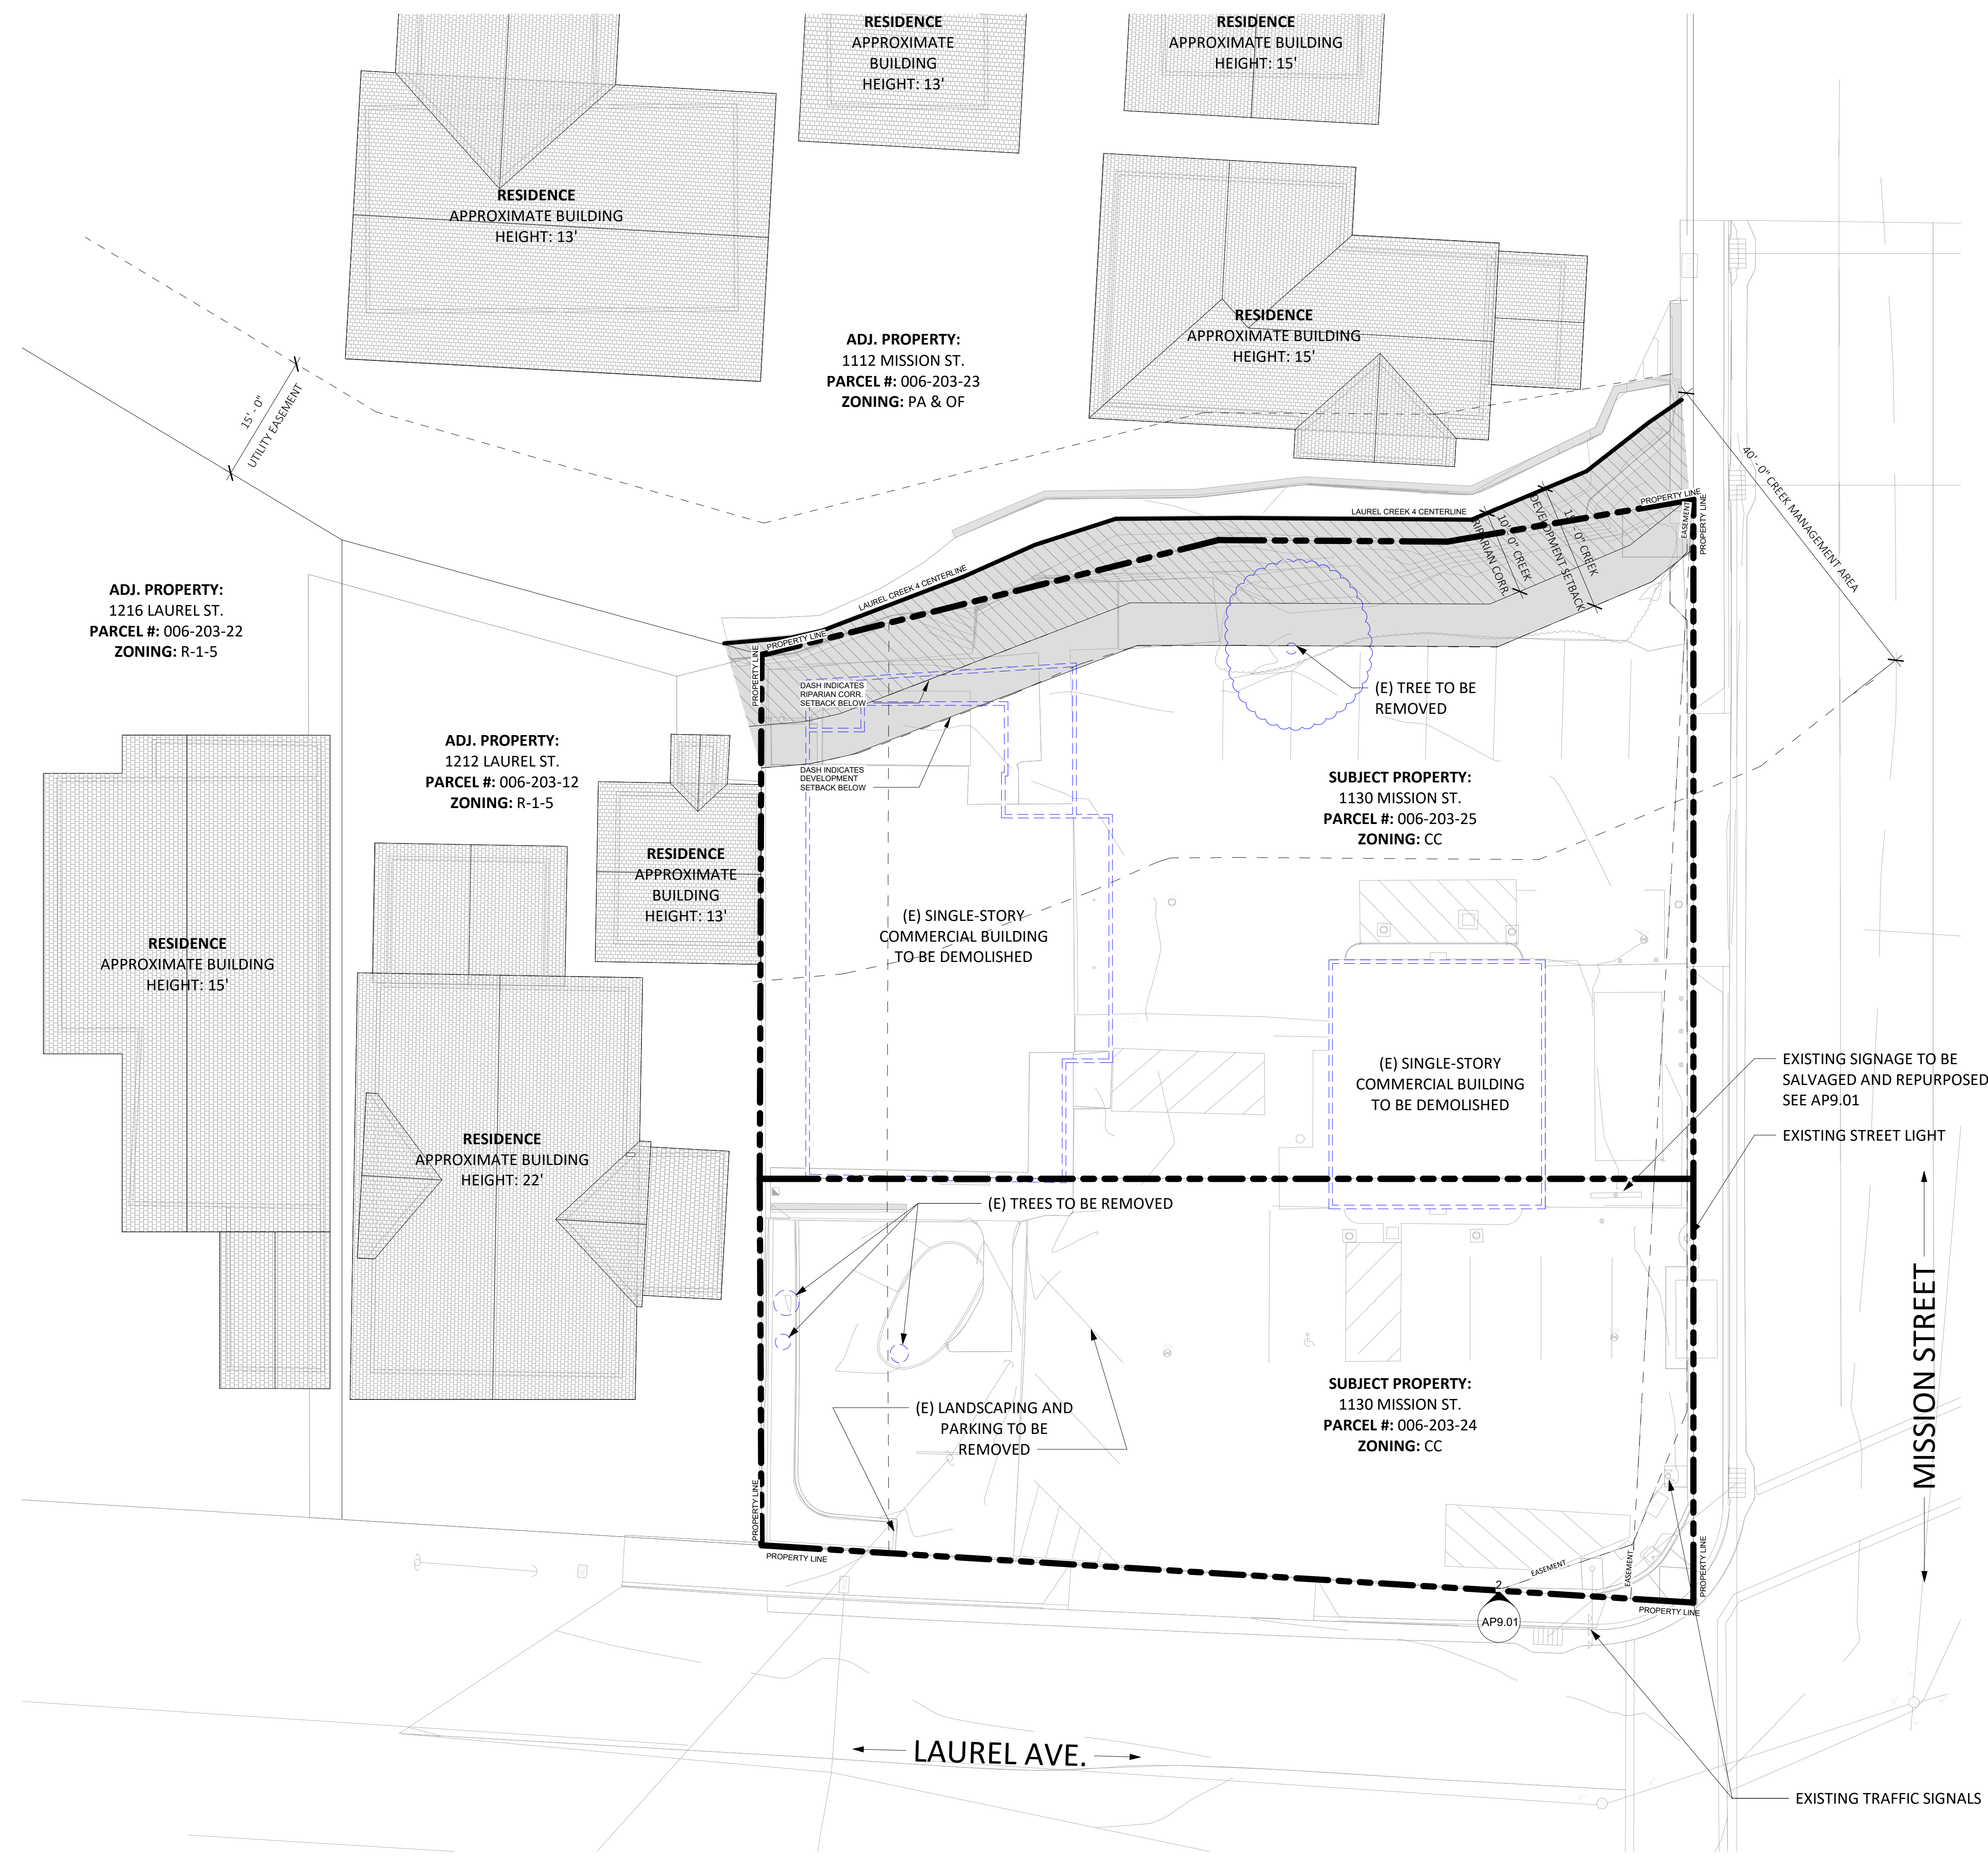 RESIDENCE
APPROXIMATE
BUILDING
HEIGHT: 13'
RESIDENCE
APPROXIMATE BUILDING
HEIGHT: 15'
RESIDENCE
APPROXIMATE BUILDING
HEIGHT: 13'
RESIDENCE
APPROXIMATE BUILDING
HEIGHT: 15'
ADJ. PROPERTY:
1112 MISSION ST.
PARCEL #: 006-203-23
ZONING: PA & OF
15' - 0"
UTILITY EASEMENT
40' - 0" CREEK MANAGEMENT AREA
PROPERTY LINE
EASEMENT
PROPERTY LINE
LAUREL CREEK 4 CENTERLINE
10' - 0" CREEK
RIPARIAN CORR.
CREEK
DEVELOPMENT SETBACK
LAUREL CREEK 4 CENTERLINE
PROPERTY LINE
PROPERTY LINE
ADJ. PROPERTY:
1216 LAUREL ST.
PARCEL #: 006-203-22
ZONING: R-1-5
DASH INDICATES
RIPARIAN CORR.
SETBACK BELOW
(E) TREE TO BE
REMOVED
ADJ. PROPERTY:
1212 LAUREL ST.
PARCEL #: 006-203-12
ZONING: R-1-5
DASH INDICATES
DEVELOPMENT
SETBACK BELOW
SUBJECT PROPERTY:
1130 MISSION ST.
PARCEL #: 006-203-25
ZONING: CC
RESIDENCE
APPROXIMATE
BUILDING
HEIGHT: 13'
RESIDENCE
APPROXIMATE BUILDING
HEIGHT: 15'
(E) SINGLE-STORY
COMMERCIAL BUILDING
TO BE DEMOLISHED
(E) SINGLE-STORY
COMMERCIAL BUILDING
TO BE DEMOLISHED
EXISTING SIGNAGE TO BE
SALVAGED AND REPURPOSED
SEE AP9.01
EXISTING STREET LIGHT
RESIDENCE
APPROXIMATE BUILDING
HEIGHT: 22'
(E) TREES TO BE REMOVED
MISSION STREET
SUBJECT PROPERTY:
1130 MISSION ST.
PARCEL #: 006-203-24
ZONING: CC
(E) LANDSCAPING AND
PARKING TO BE
REMOVED
PROPERTY LINE
PROPERTY LINE
EASEMENT
EASEMENT
PROPERTY LINE
PROPERTY LINE
2
AP9.01
LAUREL AVE.
EXISTING TRAFFIC SIGNALS